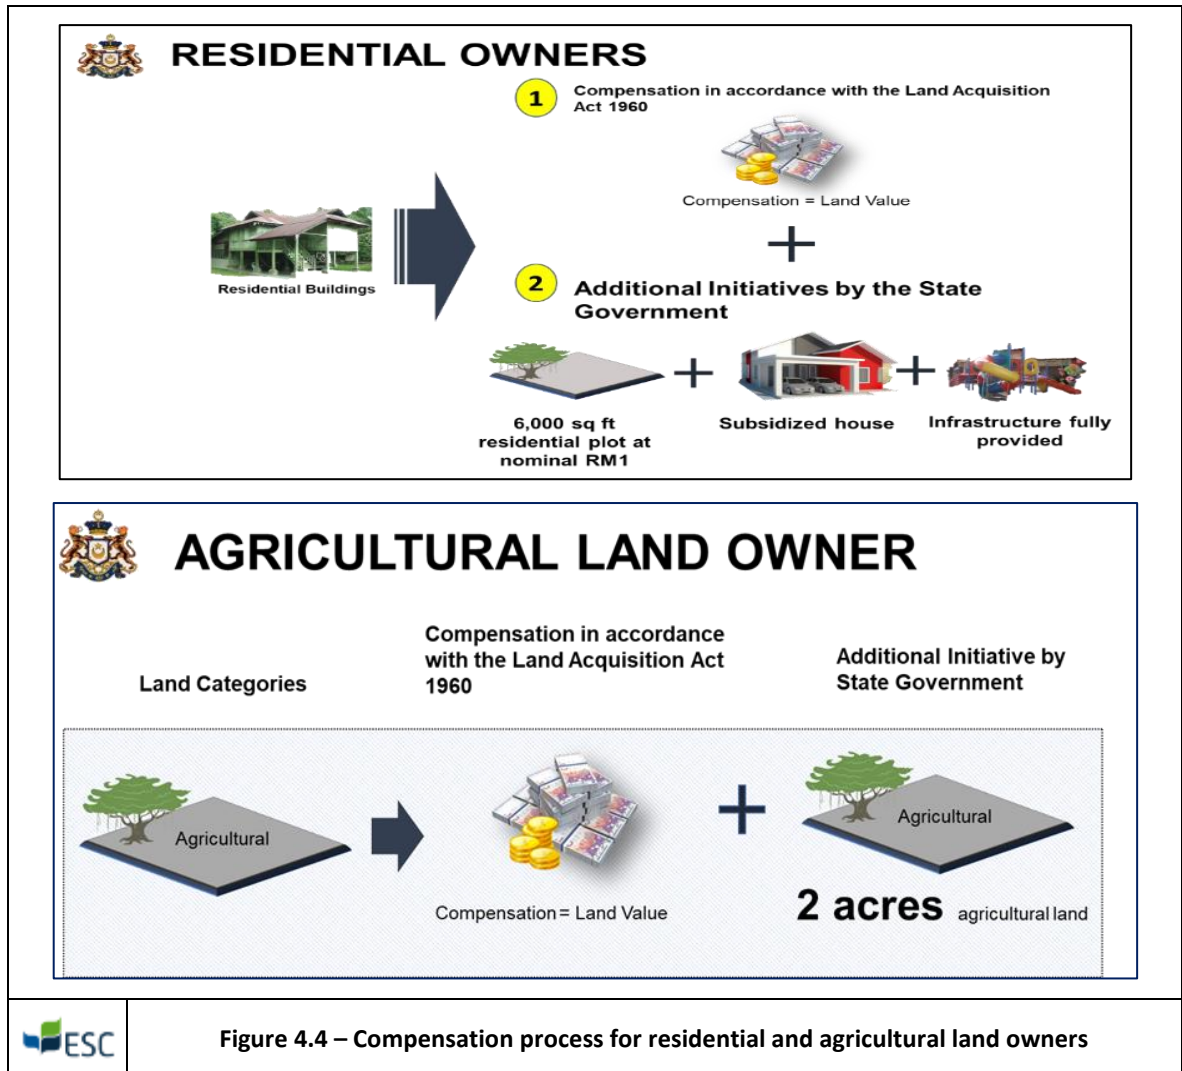 RESIDENTIAL OWNERS
1
Compensation in accordance with the Land Acquisition
Act 1960
Compensation = Land Value
Residential Buildings
2
Additional Initiatives by the State
Government
6,000 sq ft
residential plot at
nominal RM1
Subsidized house
Infrastructure fully
provided
AGRICULTURAL LAND OWNER
Land Categories
Compensation in accordance
with the Land Acquisition Act
1960
Additional Initiative by
State Government
Agricultural
Compensation = Land Value
Agricultural
2 acres agricultural land
ESC
Figure 4.4 – Compensation process for residential and agricultural land owners